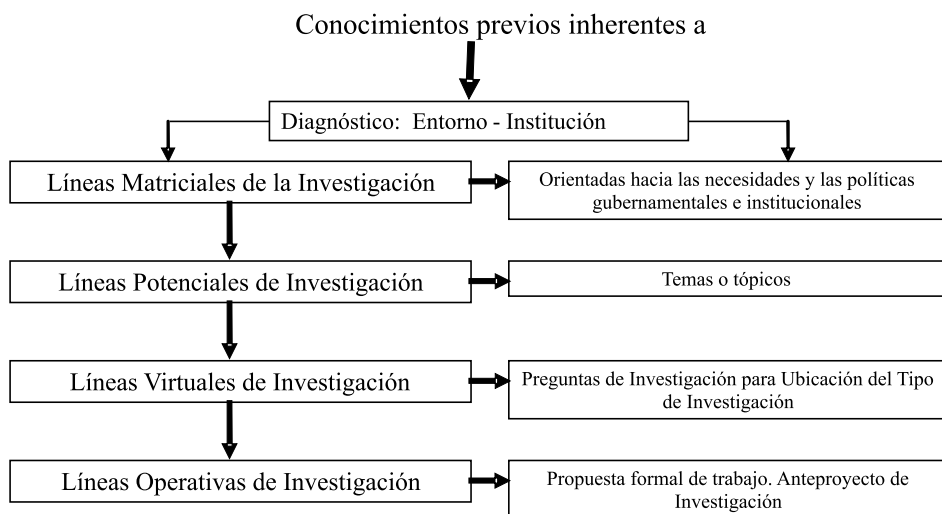 Conocimientos previos inherentes a
Diagnóstico: Entorno - Institución
Líneas Matriciales de la Investigación
Orientadas hacia las necesidades y las políticas
gubernamentales e institucionales
Líneas Potenciales de Investigación
Temas o tópicos
Líneas Virtuales de Investigación
Preguntas de Investigación para Ubicación del Tipo
de Investigación
Líneas Operativas de Investigación
Propuesta formal de trabajo. Anteproyecto de
Investigación